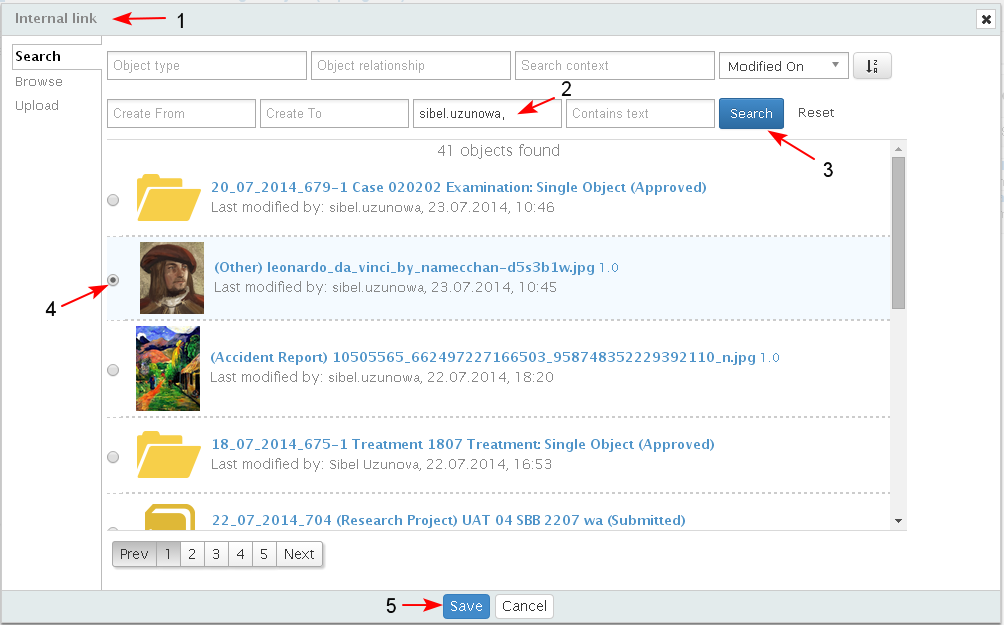 Internal link
1
Search
Browse
Upload
Object type
Object relationship
Search context
Modified On
2
Create From
Create To
sibel.uzunowa,
Contains text
Search
Reset
3
41 objects found
20_07_2014_679-1 Case 020202 Examination: Single Object (Approved)
Last modified by: sibel.uzunowa, 23.07.2014, 10:46
(Other) leonardo_da_vinci_by_namecchan-d5s3b1w.jpg 1.0
Last modified by: sibel.uzunowa, 23.07.2014, 10:45
4
(Accident Report) 10505565_662497227166503_958748352229392110_n.jpg 1.0
Last modified by: sibel.uzunowa, 22.07.2014, 18:20
18_07_2014_675-1 Treatment 1807 Treatment: Single Object (Approved)
Last modified by: Sibel.Uzunova, 22.07.2014, 16:53
22_07_2014_704 (Research Project) UAT 04 SBB 2207 wa (Submitted)
Prev 1 2 3 4 5 Next
5
Save
Cancel